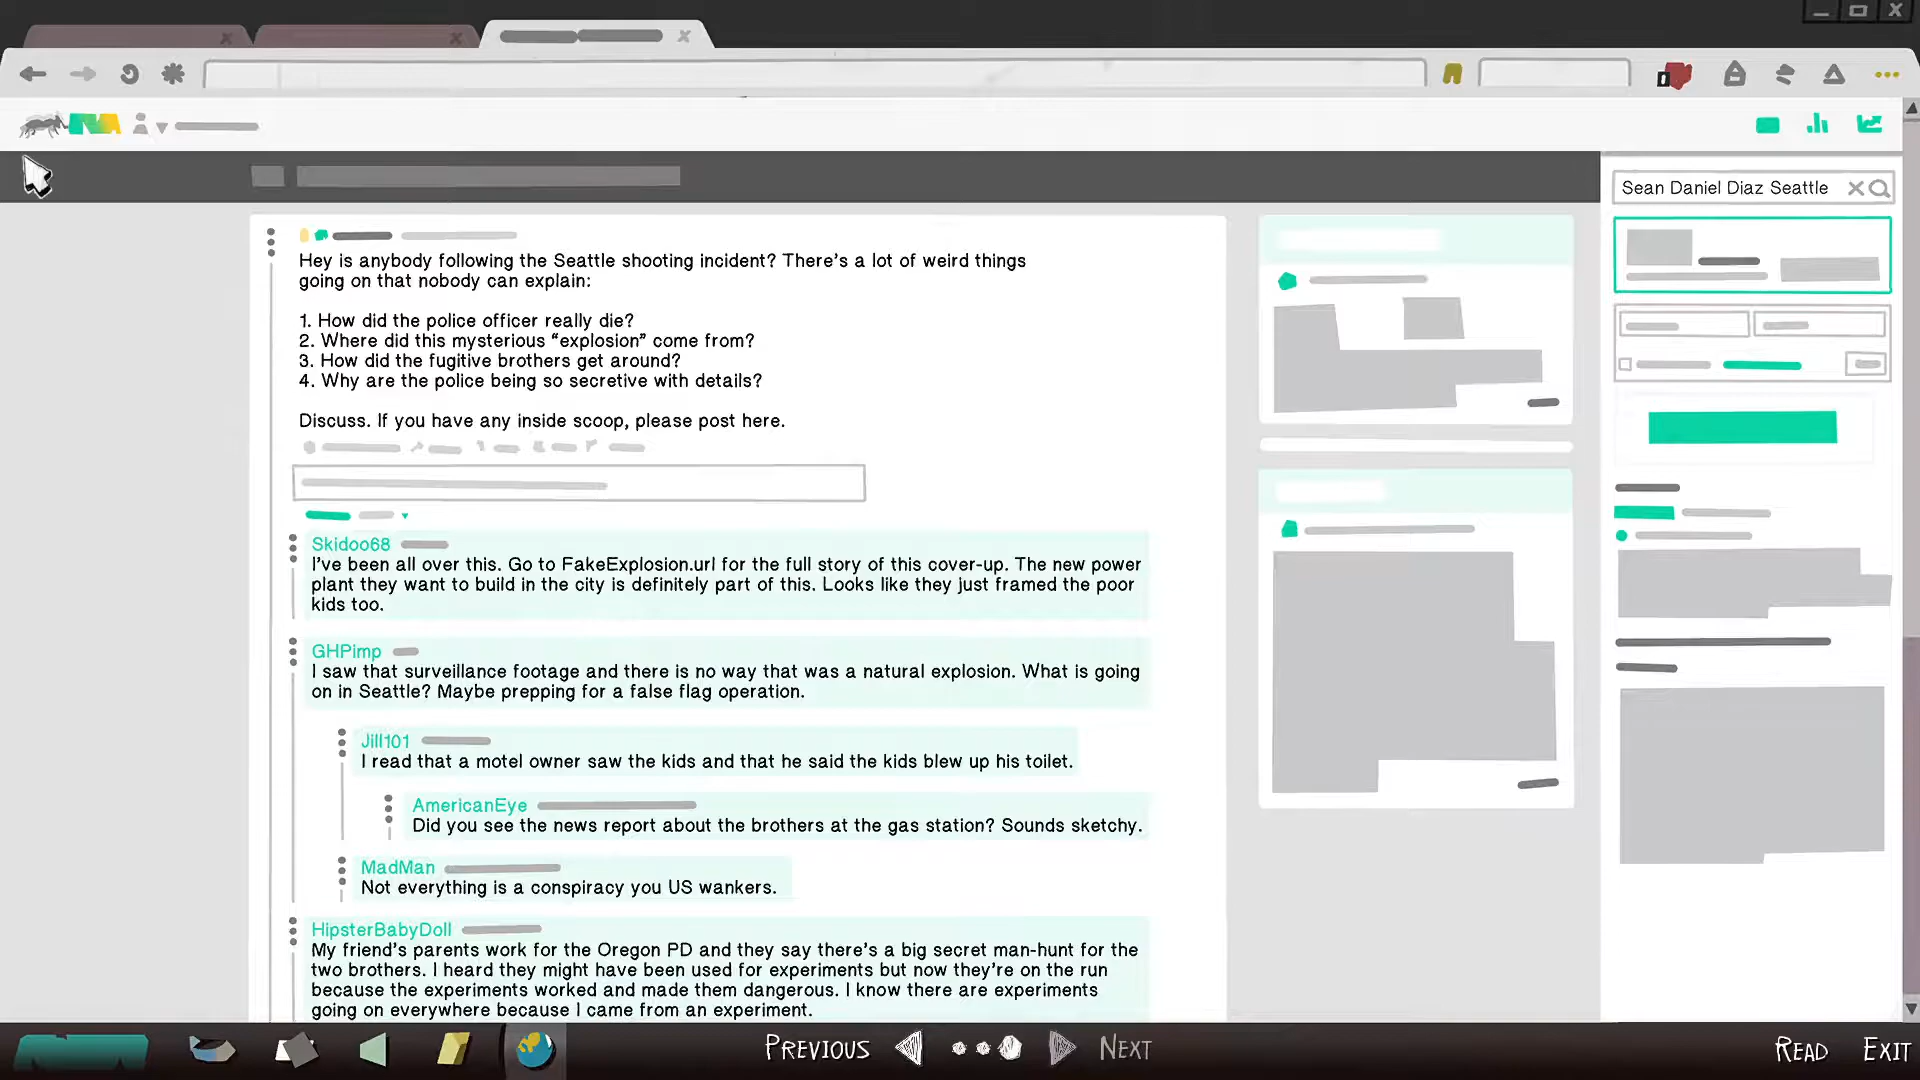 Sean Daniel Diaz Seattle
Hey is anybody following the Seattle shooting incident? There's a lot of weird things
going on that nobody can explain:
1. How did the police officer really die?
2. Where did this mysterious “explosion” come from?
3. How did the fugitive brothers get around?
4. Why are the police being so secretive with details?
Discuss. If you have any inside scoop, please post here.
Skidoo68
I've been all over this. Go to FakeExplosion.url for the full story of this cover-up. The new power
plant they want to build in the city is definitely part of this. Looks like they just framed the poor
kids too.
GHPimp
I saw that surveillance footage and there is no way that was a natural explosion. What is going
on in Seattle? Maybe prepping for a false flag operation.
Jill101
I read that a motel owner saw the kids and that he said the kids blew up his toilet.
AmericanEye
Did you see the news report about the brothers at the gas station? Sounds sketchy.
MadMan
Not everything is a conspiracy you US wankers.
HipsterBabyDoll
My friend's parents work for the Oregon PD and they say there's a big secret man-hunt for the
two brothers. I heard they might have been used for experiments but now they're on the run
because the experiments worked and made them dangerous. I know there are experiments
going on everywhere because I came from an experiment.
PREVIOUS
NEXT
READ
EXIT